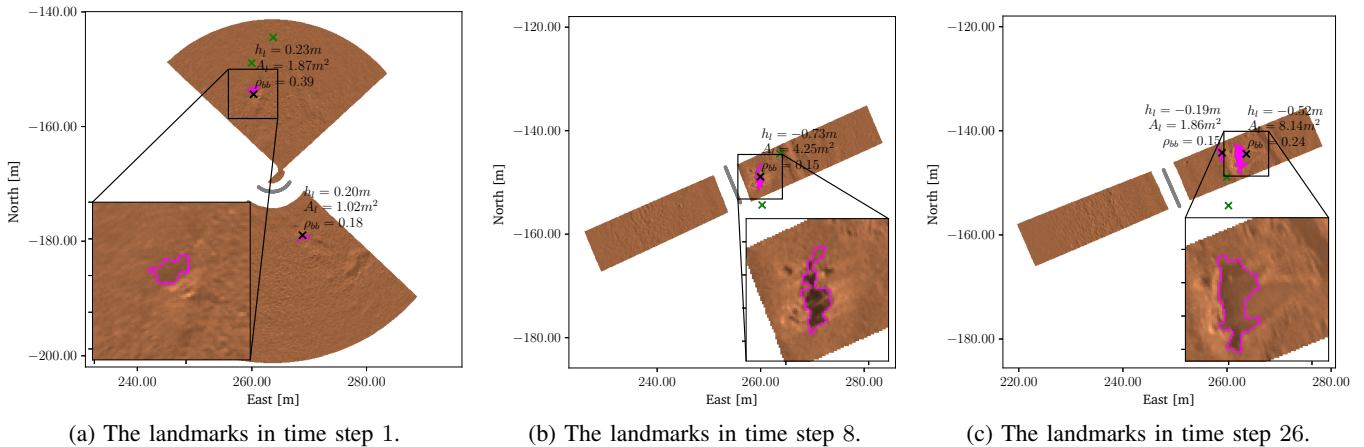 −140.00
−160.00
−180.00
−200.00
North [m]
240.00
260.00
280.00
East [m]
h_l = 0.23m
A_l = 1.87m²
ρ_bb = 0.39
h_l = 0.20m
A_l = 1.02m²
ρ_bb = 0.18
(a) The landmarks in time step 1.
−120.00
−140.00
−160.00
−180.00
North [m]
240.00
260.00
280.00
East [m]
h_l = −0.73m
A_l = 4.25m²
ρ_bb = 0.15
(b) The landmarks in time step 8.
−120.00
−140.00
−160.00
−180.00
North [m]
220.00
240.00
260.00
280.00
East [m]
h_l = −0.19m
A_l = 1.86m²
ρ_bb = 0.15
h_l = −0.52m
A_l = 8.14m²
ρ_bb = 0.24
(c) The landmarks in time step 26.